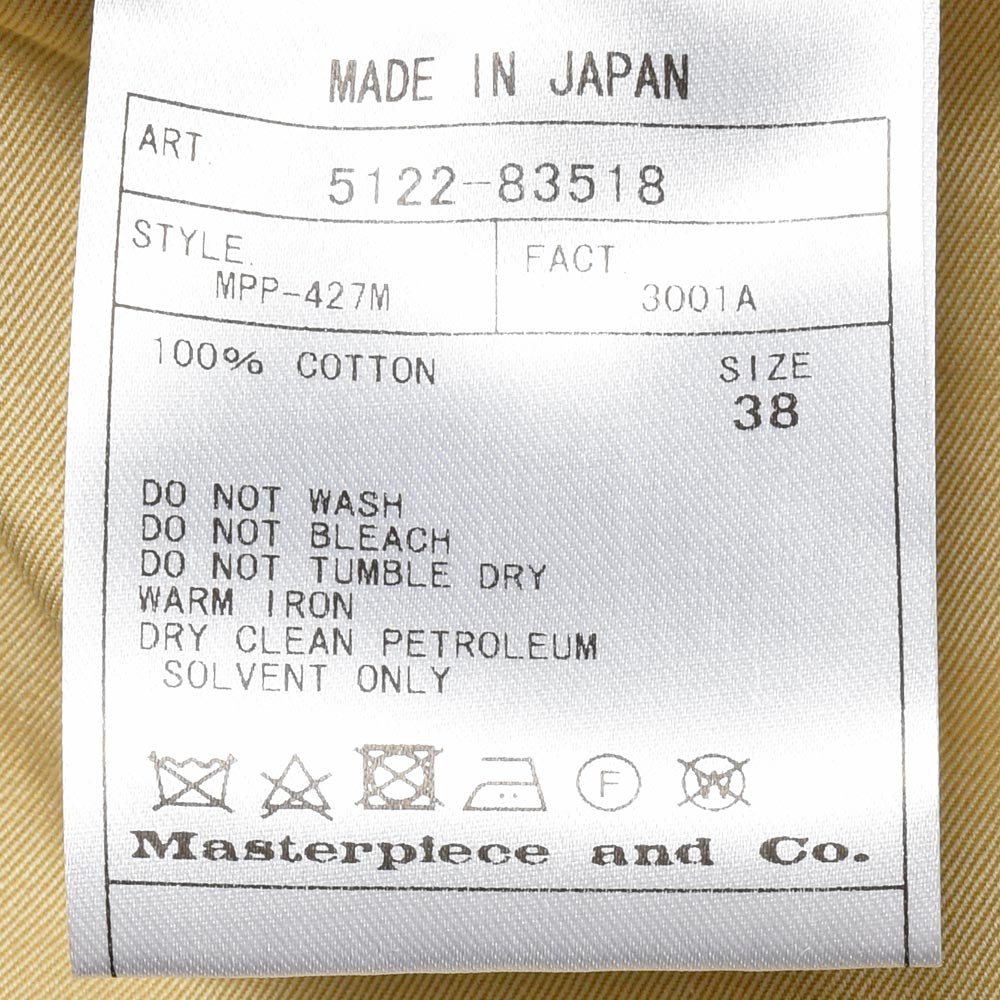 MADE IN JAPAN
ART.
5122-83518
STYLE.
MPP-427M
FACT
3001A
100% COTTON
SIZE
38
DO NOT WASH
DO NOT BLEACH
DO NOT TUMBLE DRY
WARM IRON
DRY CLEAN PETROLEUM
SOLVENT ONLY
F
W
Masterpiece and Co.